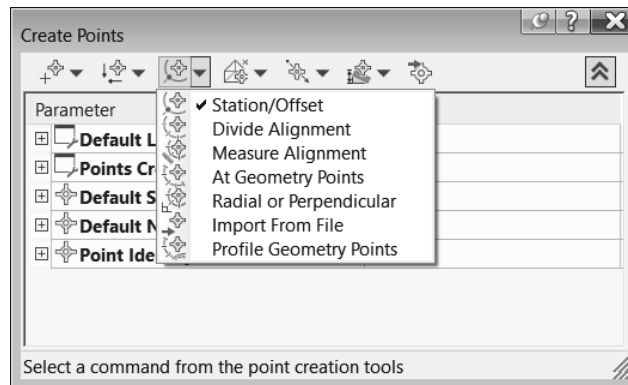 Create Points
Parameter
Default L
Points Cr
Default S
Default N
Point Ide
✔ Station/Offset
Divide Alignment
Measure Alignment
At Geometry Points
Radial or Perpendicular
Import From File
Profile Geometry Points
Select a command from the point creation tools